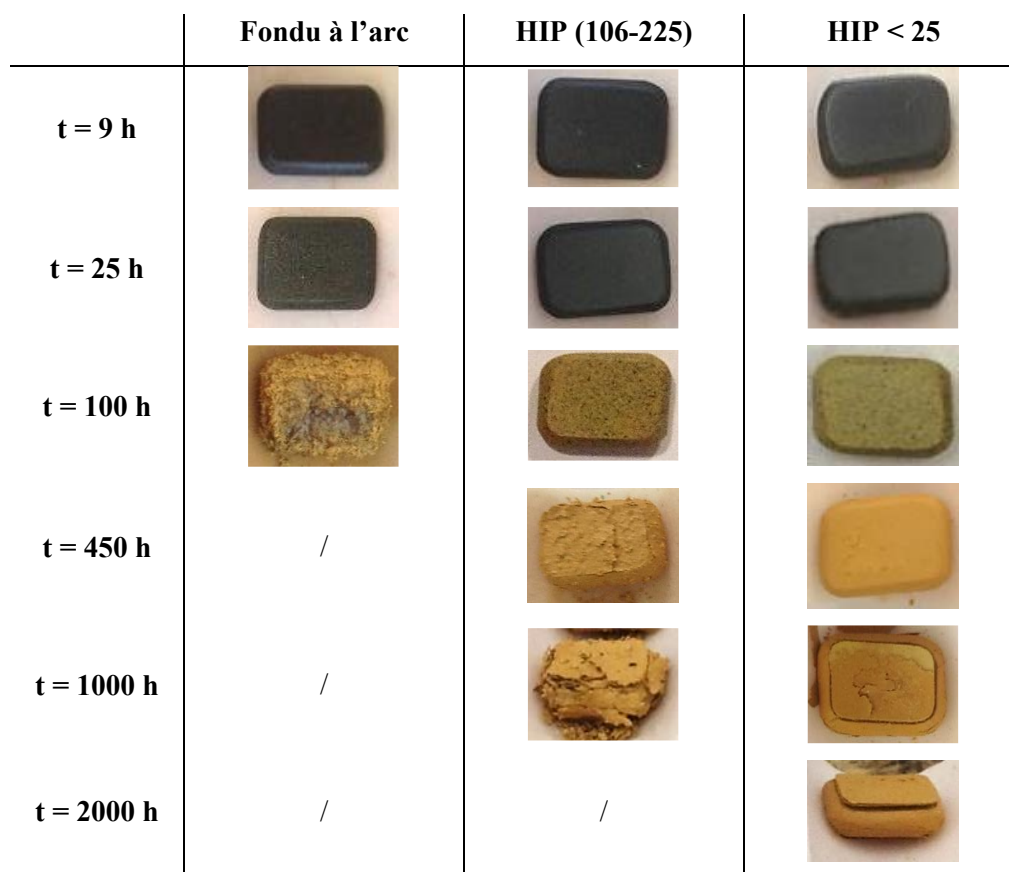 Fondu à l’arc HIP (106-225) HIP < 25
t = 9 h
t = 25 h
t = 100 h
t = 450 h /
t = 1000 h /
t = 2000 h / /